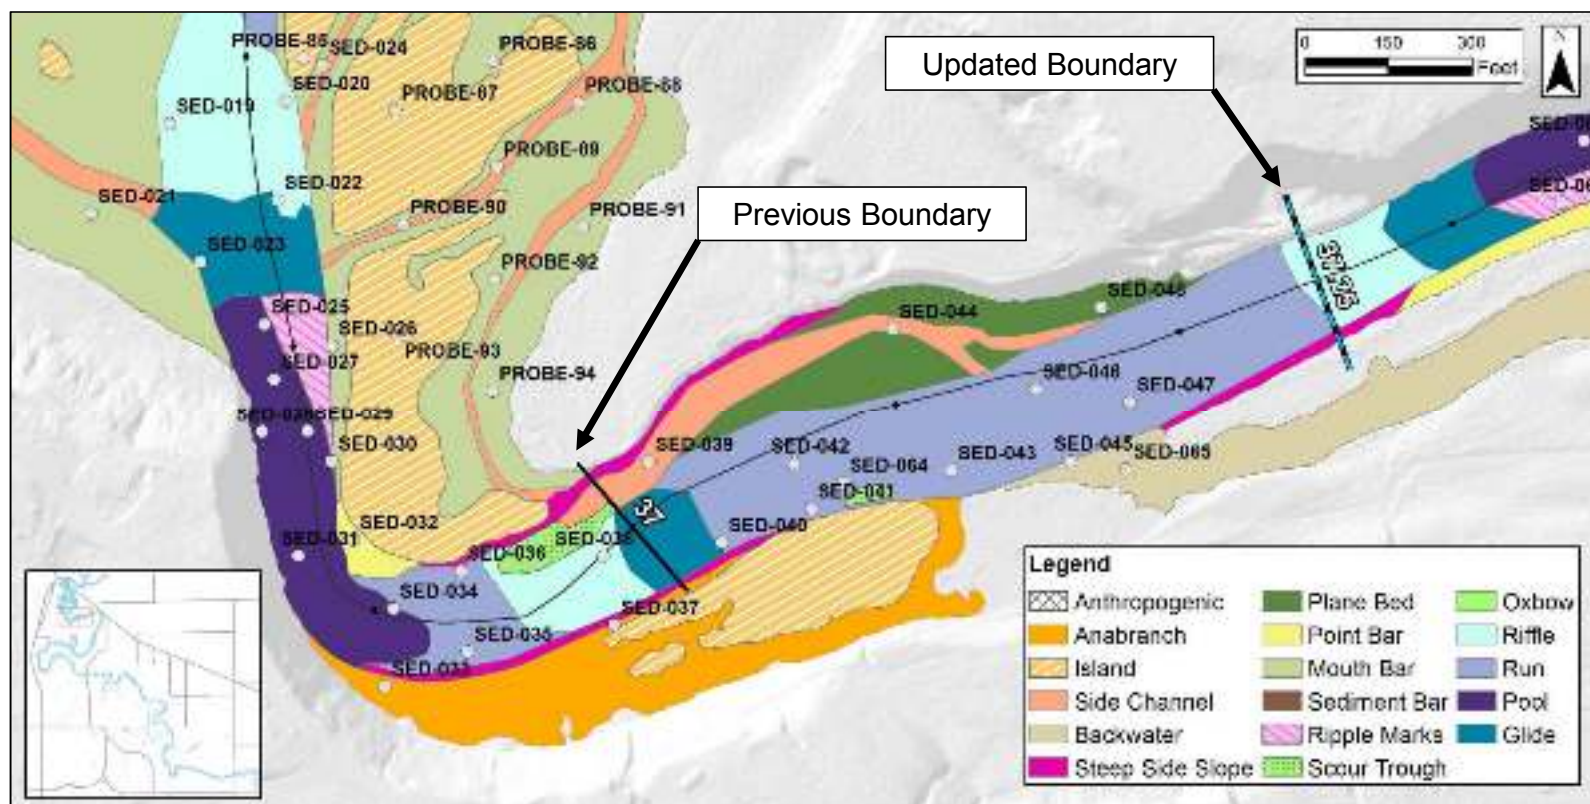 Updated Boundary
Previous Boundary
0 150 300
Feet
N
PROBE-85
SED-024
PROBE-86
SED-020
PROBE-87
PROBE-88
SED-019
PROBE-89
SED-021
SED-022
PROBE-90
PROBE-91
SED-023
PROBE-92
SED-025
SED-026
SED-027
PROBE-93
PROBE-94
SED-029
SED-030
SED-031
SED-032
SED-034
SED-035
SED-036
SED-037
SED-039
SED-040
SED-041
SED-042
SED-043
SED-064
SED-044
SED-045
SED-046
SED-047
SED-065
37
37.25
Legend
Anthropogenic
Anabranch
Island
Side Channel
Backwater
Steep Side Slope
Plane Bed
Point Bar
Mouth Bar
Sediment Bar
Ripple Marks
Scour Trough
Oxbow
Riffle
Run
Pool
Glide